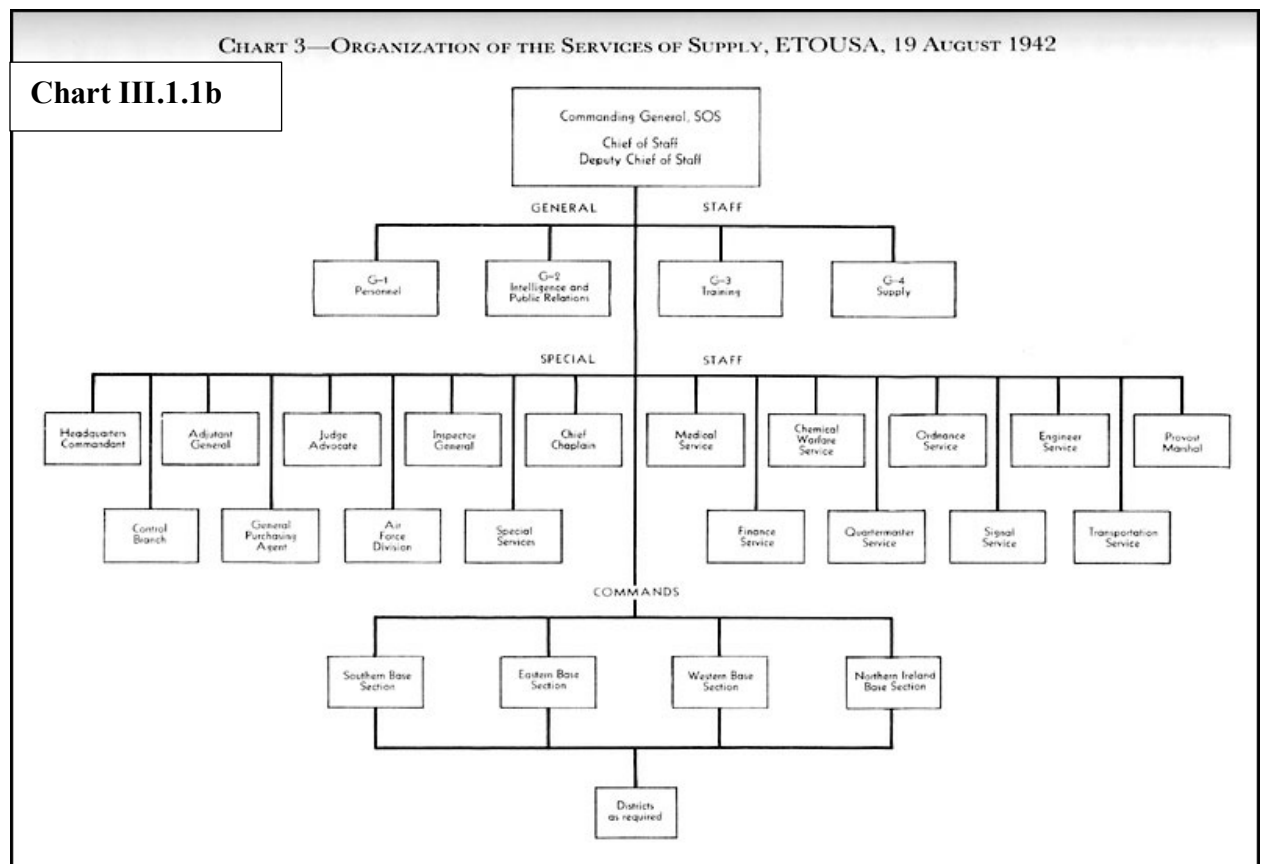 CHART 3—ORGANIZATION OF THE SERVICES OF SUPPLY, ETOUSA, 19 AUGUST 1942
Chart III.1.1b
Commanding General, SOS
Chief of Staff
Deputy Chief of Staff
GENERAL STAFF
G-1
Personnel
G-2
Intelligence and
Public Relations
G-3
Training
G-4
Supply
SPECIAL STAFF
Headquarters
Commandant
Adjutant
General
Judge
Advocate
Inspector
General
Chief
Chaplain
Medical
Service
Chemical
Warfare
Service
Ordnance
Service
Engineer
Service
Provost
Marshal
Control
Branch
General
Purchasing
Agent
Air
Force
Division
Special
Services
Finance
Service
Quartermaster
Service
Signal
Service
Transportation
Service
COMMANDS
Southern Base
Section
Eastern Base
Section
Western Base
Section
Northern Ireland
Base Section
Districts
as required